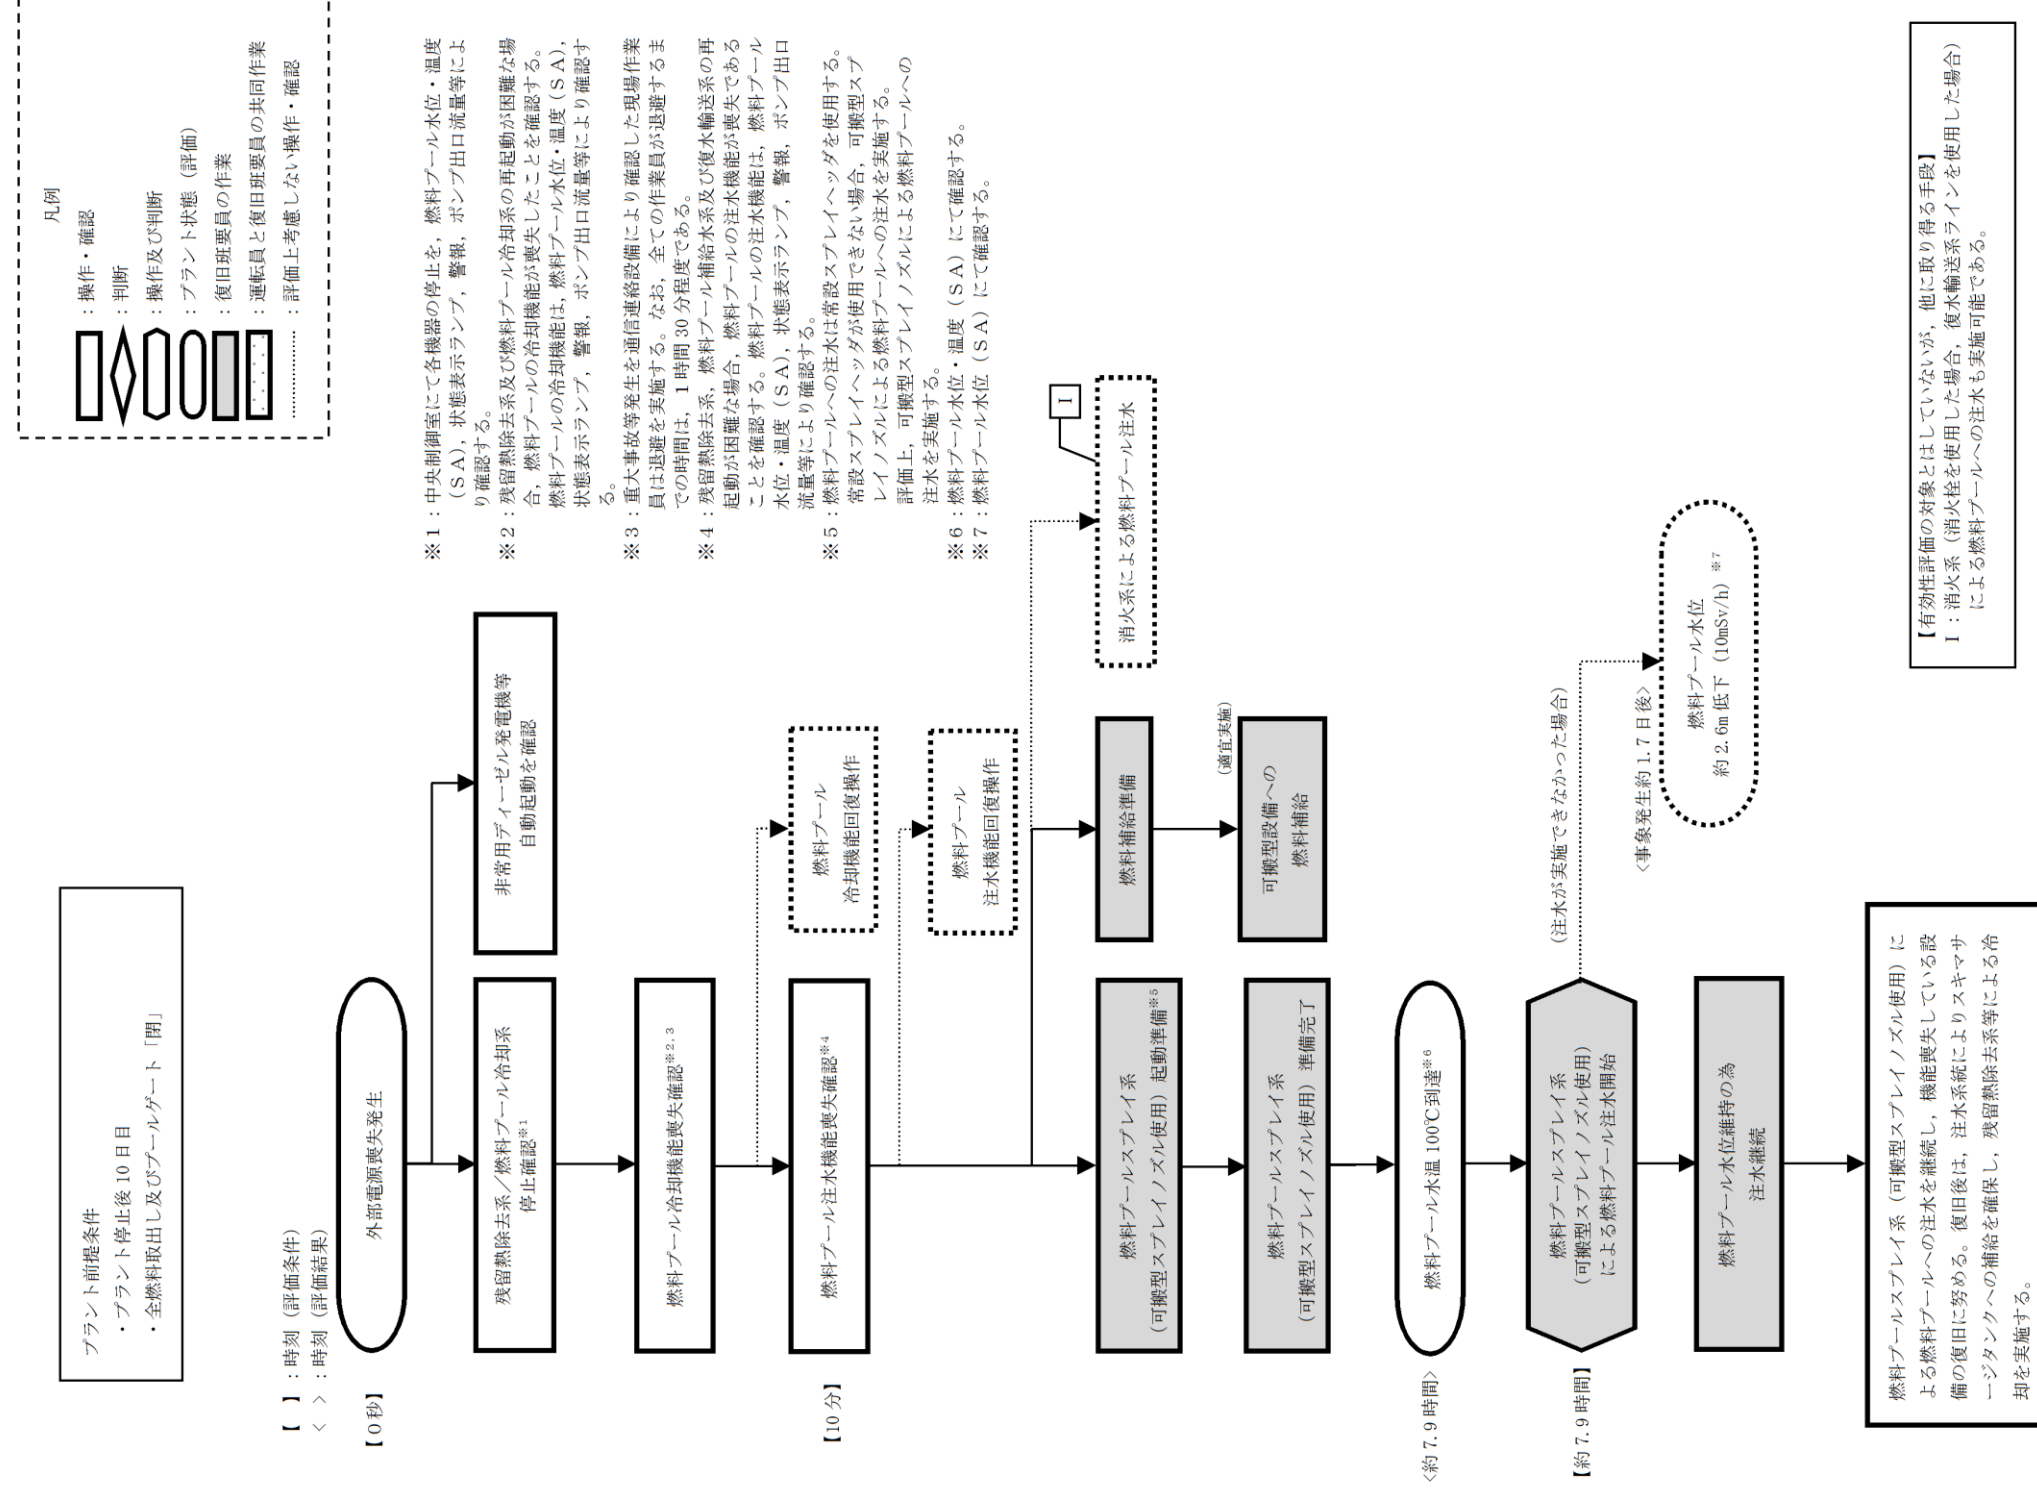 プラント前提条件
・プラント停止後 10 日目
・全燃料取出し及びプールゲート「閉」
凡例
：操作・確認
：判断
：操作及び判断
：プラント状態（評価）
：復旧班要員の作業
：運転員と復旧班要員の共同作業
：評価上考慮しない操作・確認
【　】：時刻（評価条件）
＜　＞：時刻（評価結果）
【0 秒】
外部電源喪失発生
非常用ディーゼル発電機等
自動起動を確認
残留熱除去系／燃料プール冷却系
停止確認※1
燃料プール冷却機能喪失確認※2, 3
燃料プール
冷却機能回復操作
【10 分】
燃料プール注水機能喪失確認※4
燃料プール
注水機能回復操作
燃料プールスプレイ系
（可搬型スプレイノズル使用）起動準備※5
燃料補給準備
消火系による燃料プール注水
I
燃料プールスプレイ系
（可搬型スプレイノズル使用）準備完了
（適宜実施）
可搬型設備への
燃料補給
＜約 7.9 時間＞
燃料プール水温 100℃到達※6
【約 7.9 時間】
燃料プールスプレイ系
（可搬型スプレイノズル使用）
による燃料プール注水開始
（注水が実施できなかった場合）
＜事象発生約 1.7 日後＞
燃料プール水位
約 2.6m 低下（10mSv/h）※7
燃料プール水位維持の為
注水継続
燃料プールスプレイ系（可搬型スプレイノズル使用）に
よる燃料プールへの注水を継続し，機能喪失している設
備の復旧に努める。復旧後は，注水系統によりスキマサ
ージタンクへの補給を確保し，残留熱除去系等による冷
却を実施する。
※1：中央制御室にて各機器の停止を，燃料プール水位・温度
（ＳＡ），状態表示ランプ，警報，ポンプ出口流量等によ
り確認する。
※2：残留熱除去系及び燃料プール冷却系の再起動が困難な場
合，燃料プールの冷却機能が喪失したことを確認する。
燃料プールの冷却機能は，燃料プール水位・温度（ＳＡ），
状態表示ランプ，警報，ポンプ出口流量等により確認す
る。
※3：重大事故等発生を通信連絡設備により確認した現場作業
員は退避を実施する。なお，全ての作業員が退避するま
での時間は，1 時間 30 分程度である。
※4：残留熱除去系，燃料プール補給水系及び復水輸送系の再
起動が困難な場合，燃料プールの注水機能が喪失である
ことを確認する。燃料プールの注水機能は，燃料プール
水位・温度（ＳＡ），状態表示ランプ，警報，ポンプ出口
流量等により確認する。
※5：燃料プールへの注水は常設スプレイヘッダを使用する。
常設スプレイヘッダが使用できない場合，可搬型スプ
レイノズルによる燃料プールへの注水を実施する。
評価上，可搬型スプレイノズルによる燃料プールへの
注水を実施する。
※6：燃料プール水位・温度（ＳＡ）にて確認する。
※7：燃料プール水位（ＳＡ）にて確認する。
【有効性評価の対象とはしていないが，他に取り得る手段】
I：消火系（消火栓を使用した場合，復水輸送系ラインを使用した場合）
による燃料プールへの注水も実施可能である。